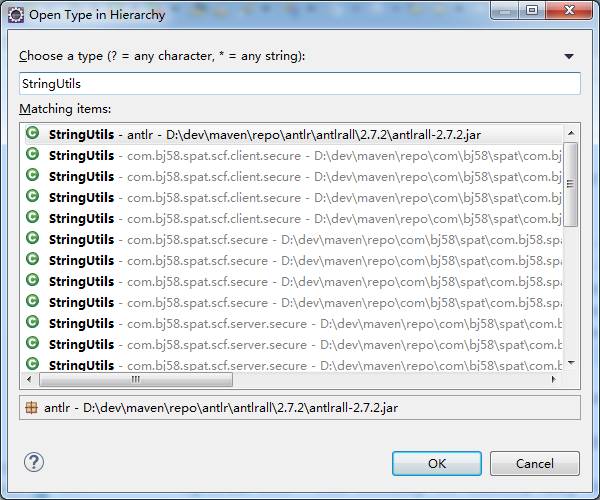 Open Type in Hierarchy
Choose a type (? = any character, * = any string):
StringUtils
Matching items:
StringUtils - antlr - D:\dev\maven\repo\antlr\antlrall\2.7.2\antlrall-2.7.2.jar
StringUtils - com.bj58.spat.scf.client.secure - D:\dev\maven\repo\com\bj58\spat\com.bj
StringUtils - com.bj58.spat.scf.client.secure - D:\dev\maven\repo\com\bj58\spat\com.bj
StringUtils - com.bj58.spat.scf.client.secure - D:\dev\maven\repo\com\bj58\spat\com.bj
StringUtils - com.bj58.spat.scf.client.secure - D:\dev\maven\repo\com\bj58\spat\com.bj
StringUtils - com.bj58.spat.scf.secure - D:\dev\maven\repo\com\bj58\spat\com.bj58.spa
StringUtils - com.bj58.spat.scf.secure - D:\dev\maven\repo\com\bj58\spat\com.bj58.spa
StringUtils - com.bj58.spat.scf.secure - D:\dev\maven\repo\com\bj58\spat\com.bj58.spa
StringUtils - com.bj58.spat.scf.secure - D:\dev\maven\repo\com\bj58\spat\com.bj58.spa
StringUtils - com.bj58.spat.scf.server.secure - D:\dev\maven\repo\com\bj58\spat\com.b
StringUtils - com.bj58.spat.scf.server.secure - D:\dev\maven\repo\com\bj58\spat\com.b
StringUtils - com.bj58.spat.scf.server.secure - D:\dev\maven\repo\com\bj58\spat\com.b
antlr - D:\dev\maven\repo\antlr\antlrall\2.7.2\antlrall-2.7.2.jar
OK
Cancel